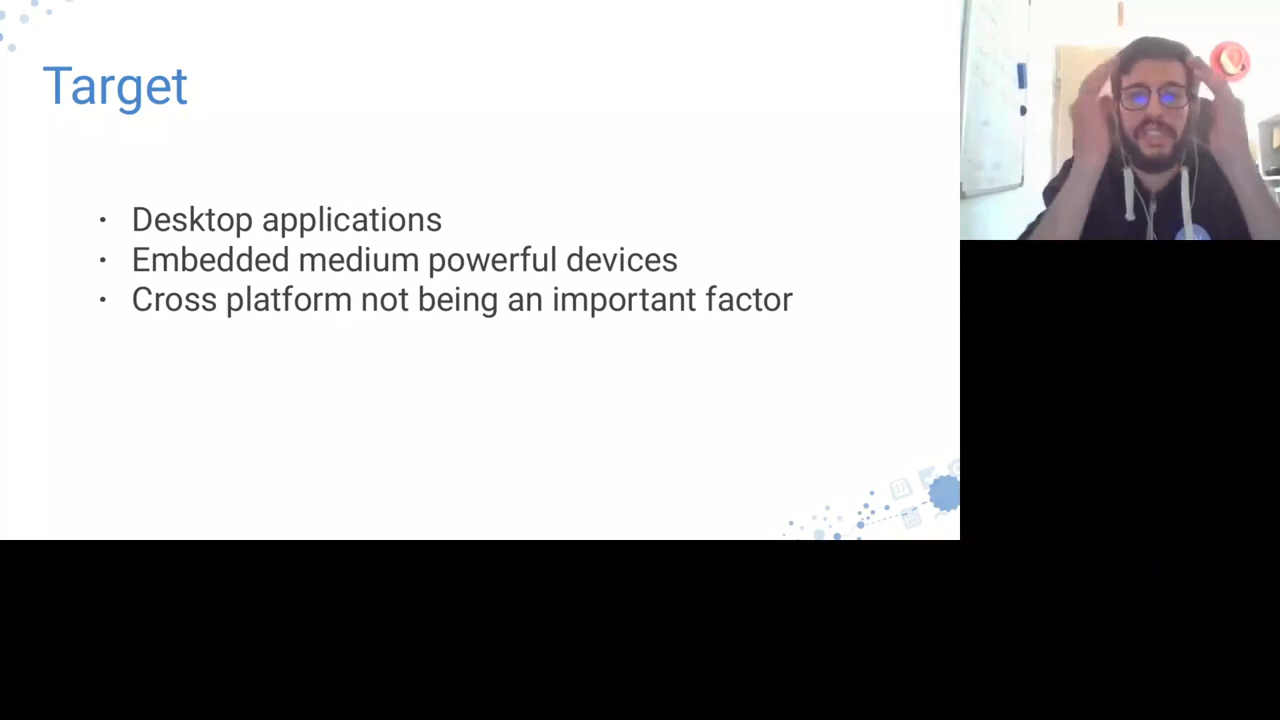 Target
· Desktop applications
· Embedded medium powerful devices
· Cross platform not being an important factor